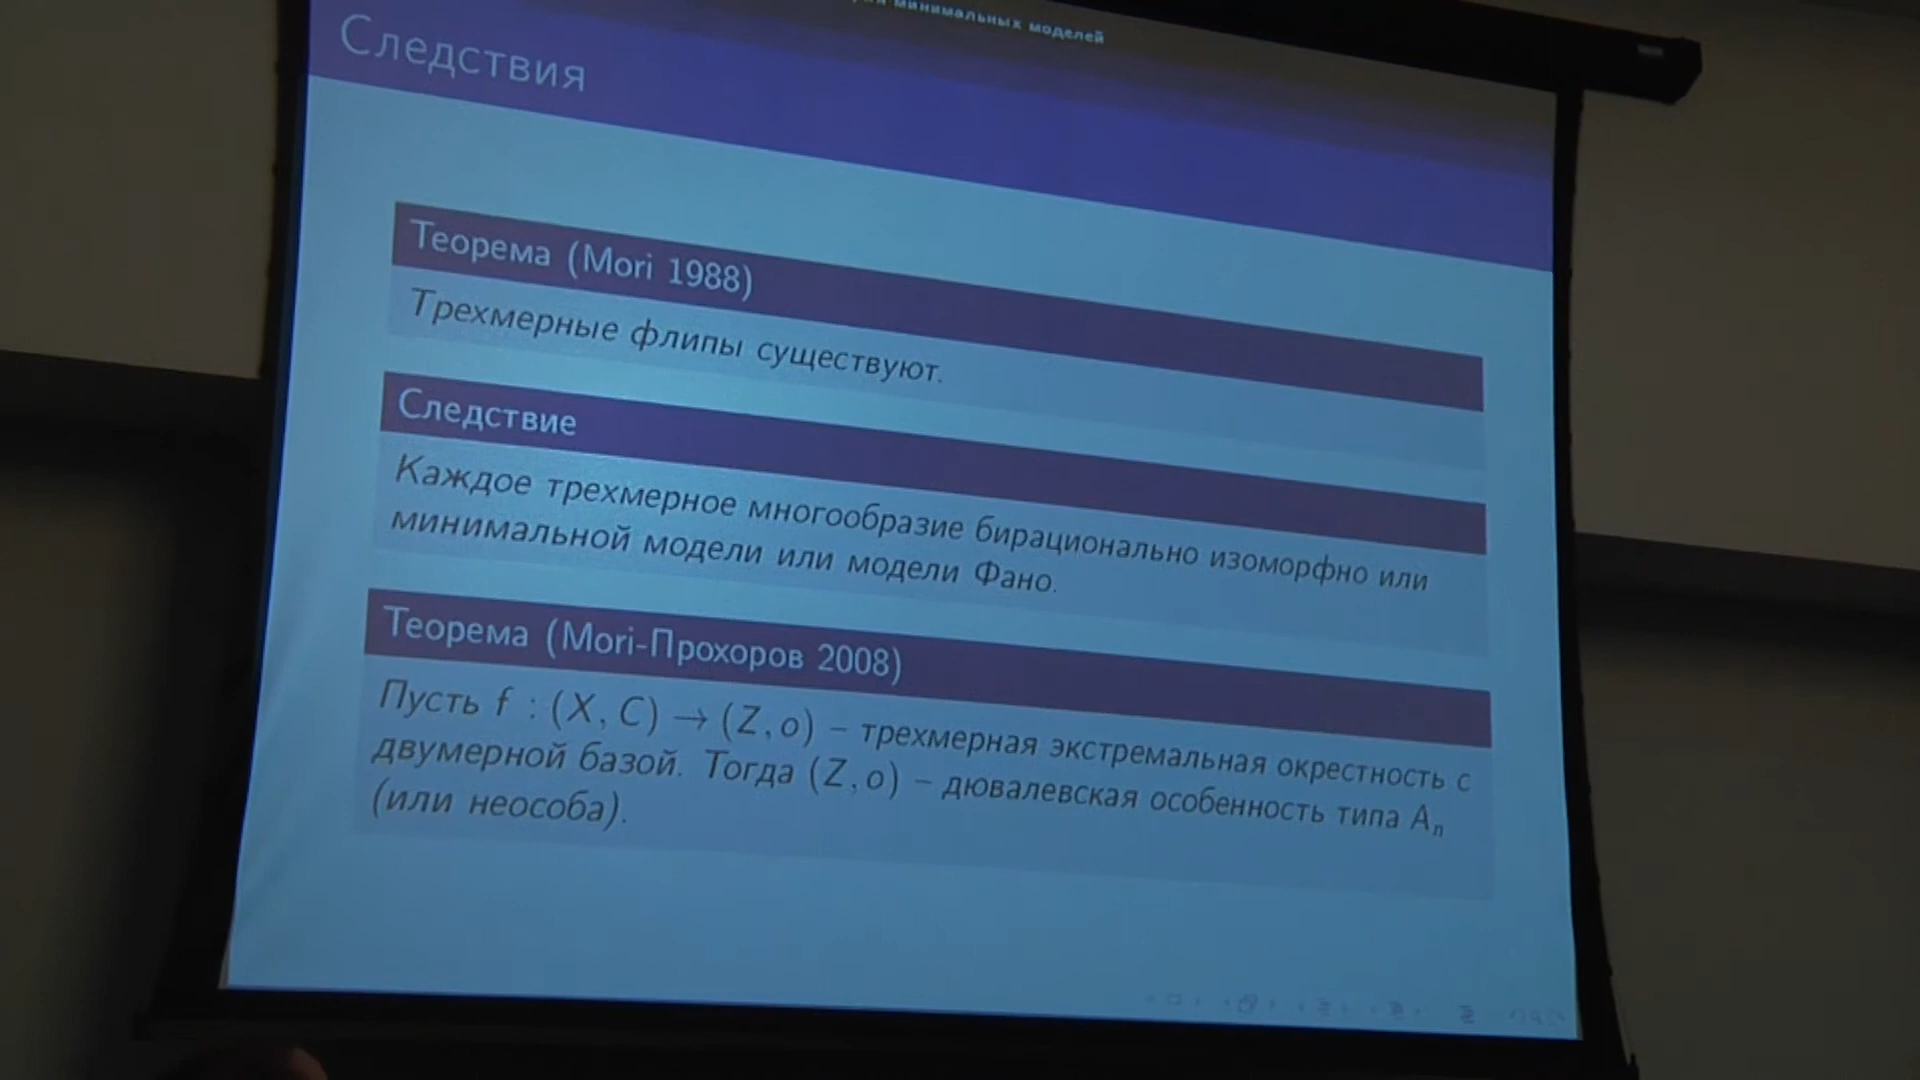 минимальных моделей
Следствия
Теорема (Mori 1988)
Трехмерные флипы существуют.
Следствие
Каждое трехмерное многообразие бирационально изоморфно или
минимальной модели или модели Фано.
Теорема (Mori-Прохоров 2008)
Пусть f : (X, C) → (Z, o) – трехмерная экстремальная окрестность с
двумерной базой. Тогда (Z, o) – дювалевская особенность типа Aₙ
(или неособа).